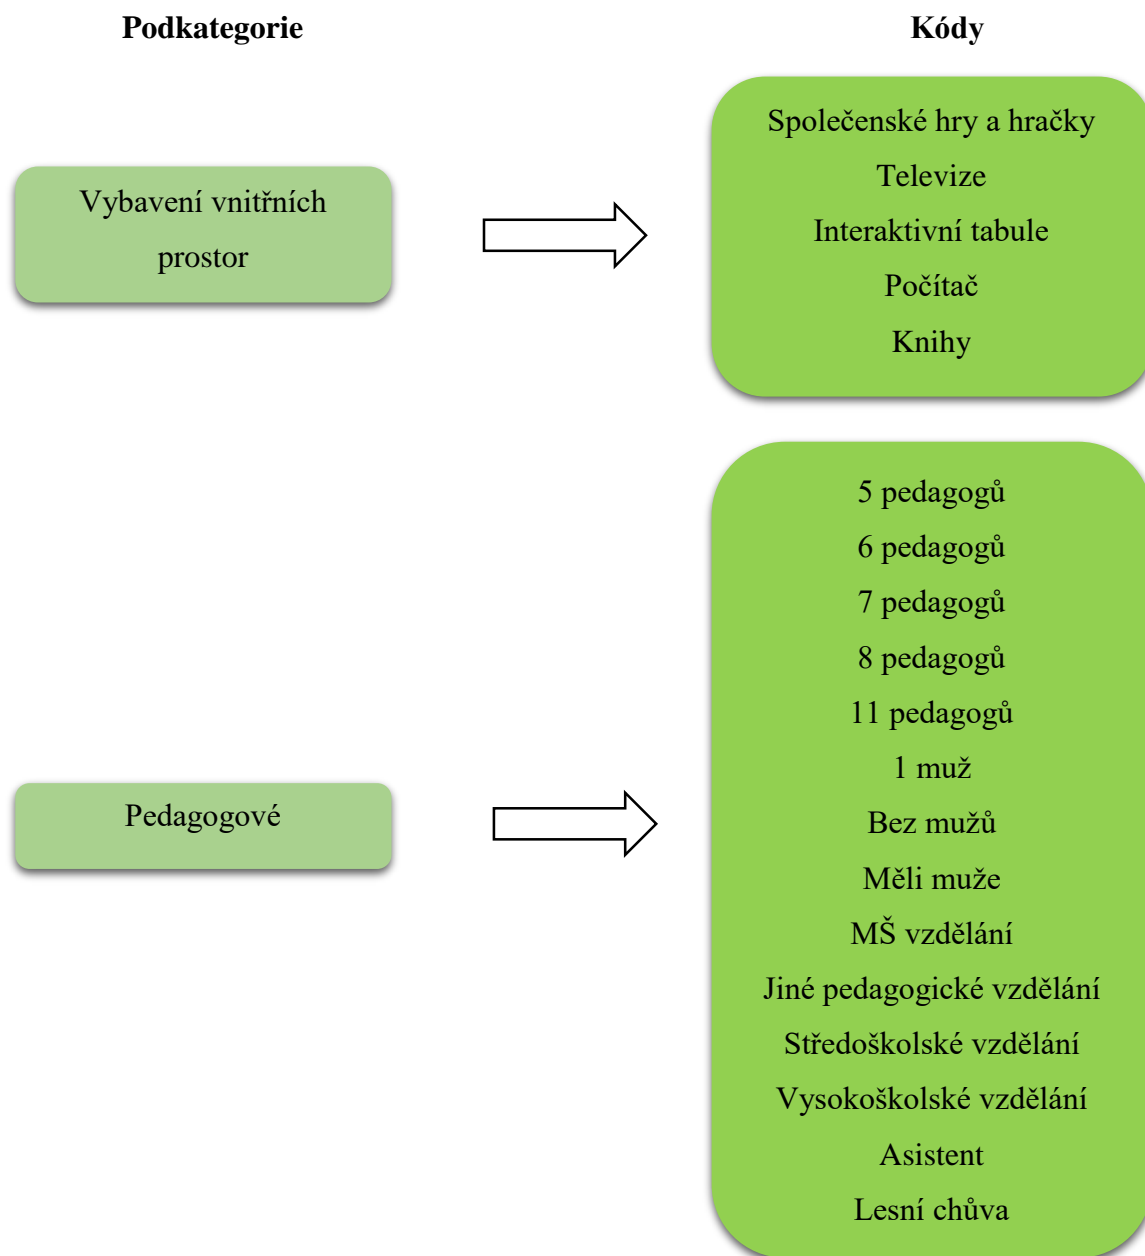 Podkategorie
Kódy
Vybavení vnitřních
prostor
Společenské hry a hračky
Televize
Interaktivní tabule
Počítač
Knihy
Pedagogové
5 pedagogů
6 pedagogů
7 pedagogů
8 pedagogů
11 pedagogů
1 muž
Bez mužů
Měli muže
MŠ vzdělání
Jiné pedagogické vzdělání
Středoškolské vzdělání
Vysokoškolské vzdělání
Asistent
Lesní chůva